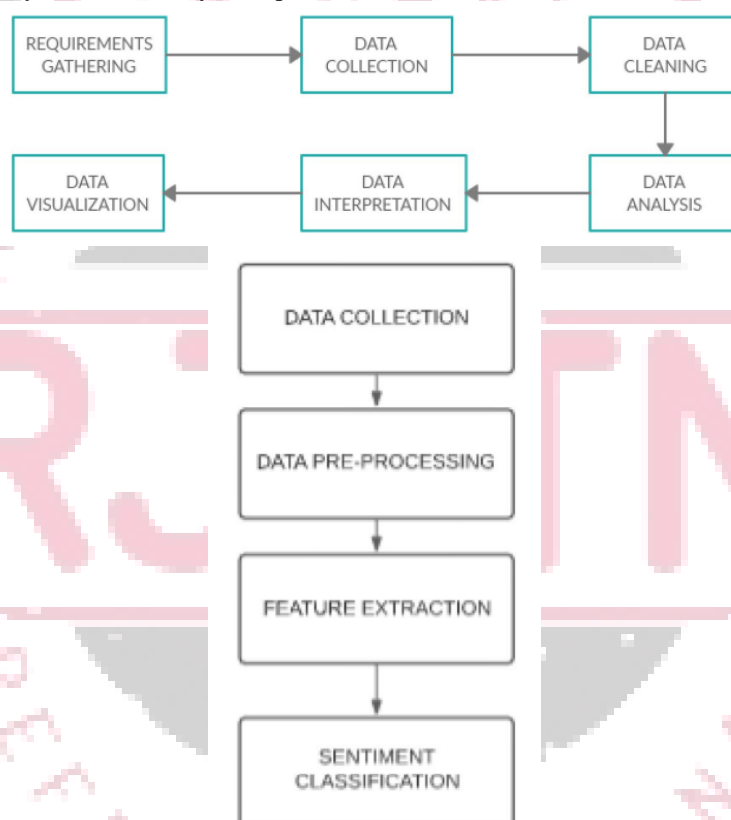 REQUIREMENTS
GATHERING
DATA
COLLECTION
DATA
CLEANING
DATA
VISUALIZATION
DATA
INTERPRETATION
DATA
ANALYSIS
DATA COLLECTION
DATA PRE-PROCESSING
FEATURE EXTRACTION
SENTIMENT
CLASSIFICATION